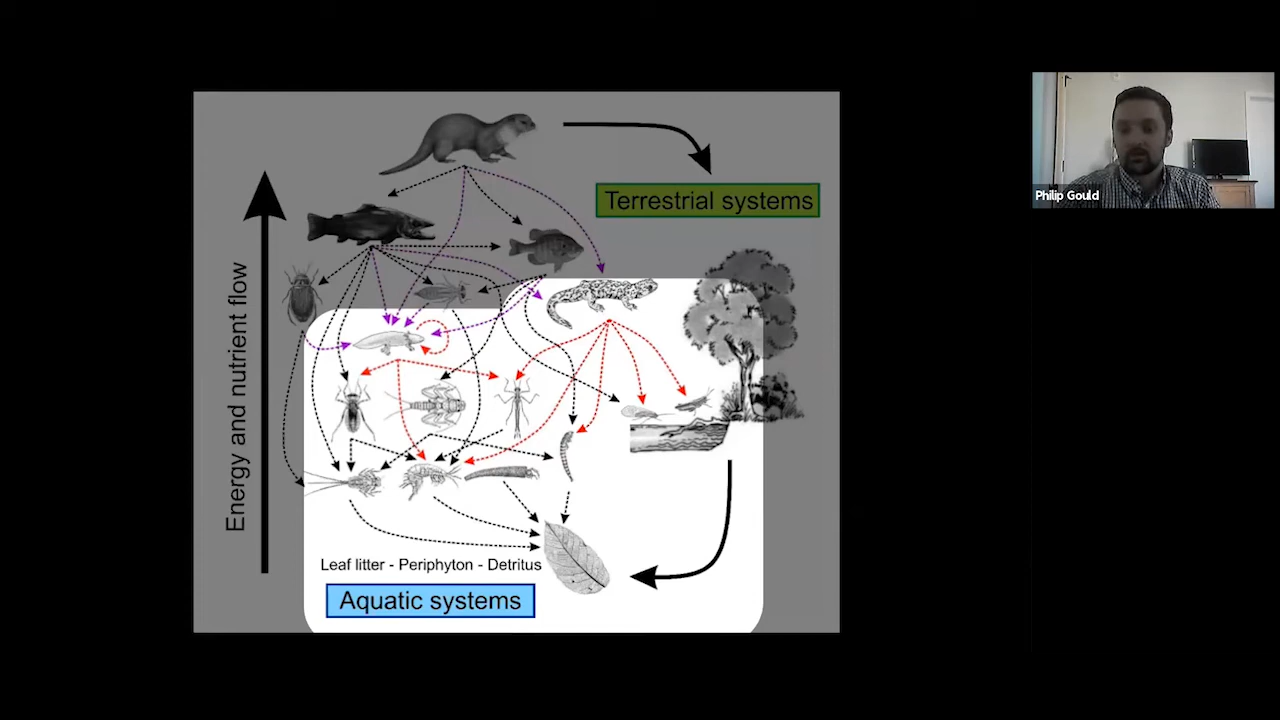 Terrestrial systems
Energy and nutrient flow
Leaf litter - Periphyton - Detritus
Aquatic systems
Philip Gould